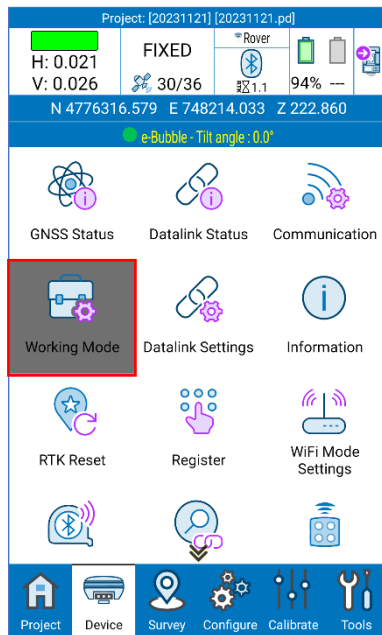 Project: [20231121] [20231121.pd]
H: 0.021
V: 0.026
FIXED
30/36
Rover
1.1
94% ---
N 4776316.579 E 748214.033 Z 222.860
e-Bubble - Tilt angle : 0.0°
GNSS Status
Datalink Status
Communication
Working Mode
Datalink Settings
Information
RTK Reset
Register
WiFi Mode
Settings
Project
Device
Survey
Configure
Calibrate
Tools